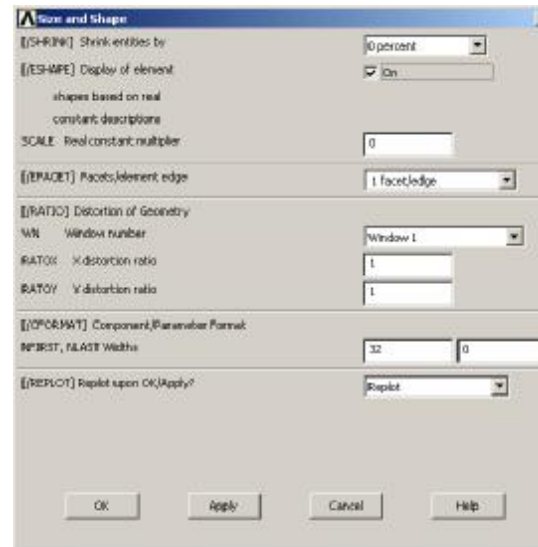 Size and Shape
[/SHRINK] Shrink entities by 0 percent
[/ESHAPE] Display of element On
shapes based on real
constant descriptions
SCALE Real constant multiplier 0
[/EFACET] Facets/element edge 1 facet/edge
[/RATIO] Distortion of Geometry
WN Window number Window 1
RATOX X distortion ratio 1
RATOY Y distortion ratio 1
[/CFORMAT] Component/Parameter Format
NFIRST, NLAST Widths 32 0
[/REPLOT] Replot upon OK/Apply? Replot
OK Apply Cancel Help